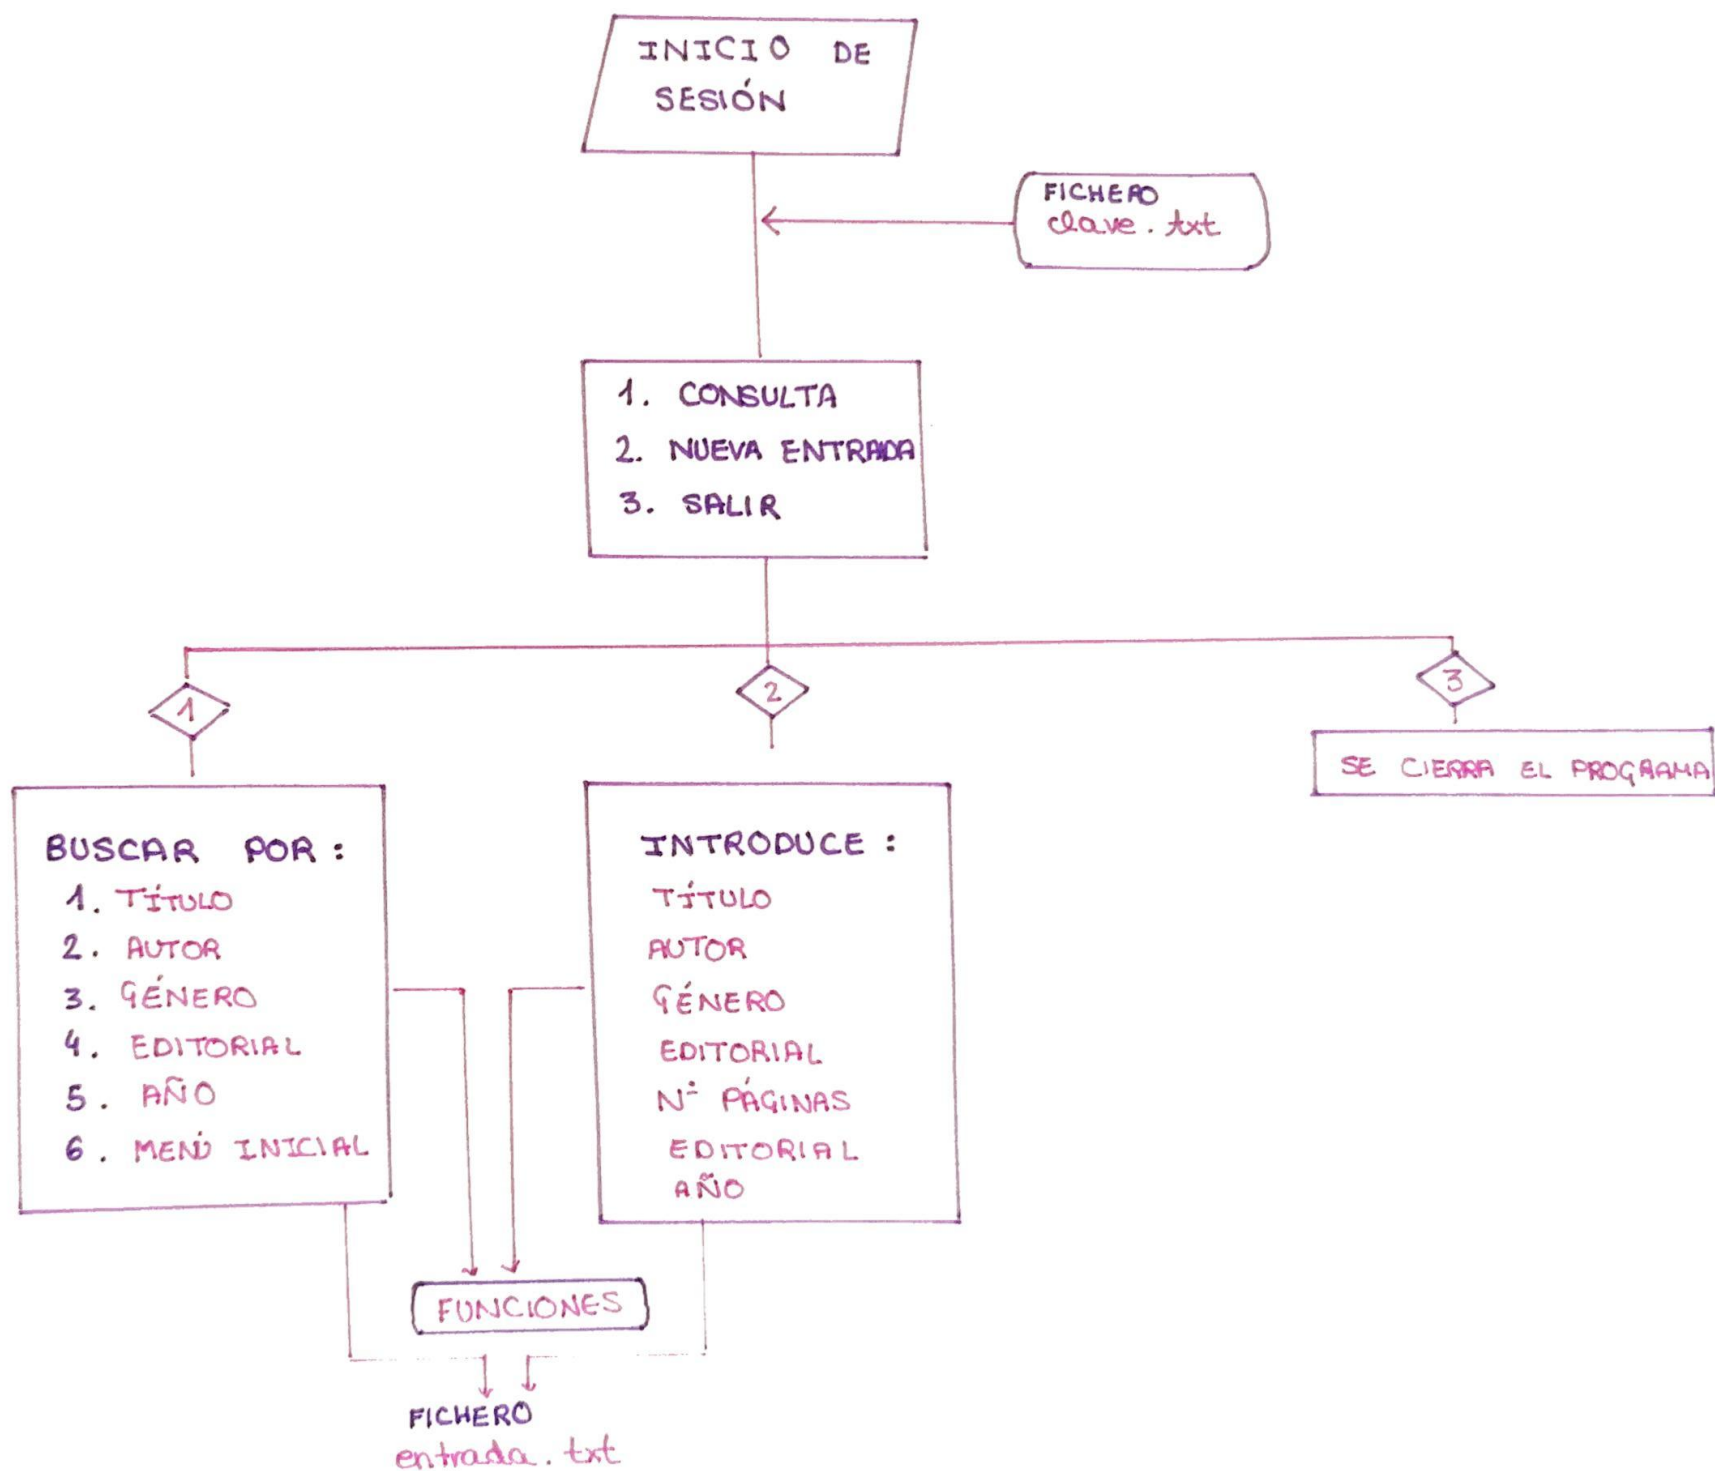 INICIO DE
SESIÓN
FICHERO
clave.txt
1. CONSULTA
2. NUEVA ENTRADA
3. SALIR
1
2
3
SE CIERRA EL PROGRAMA
BUSCAR POR:
1. TÍTULO
2. AUTOR
3. GÉNERO
4. EDITORIAL
5. AÑO
6. MENÚ INICIAL
INTRODUCE:
TÍTULO
AUTOR
GÉNERO
EDITORIAL
Nº PÁGINAS
EDITORIAL
AÑO
FUNCIONES
FICHERO
entrada.txt